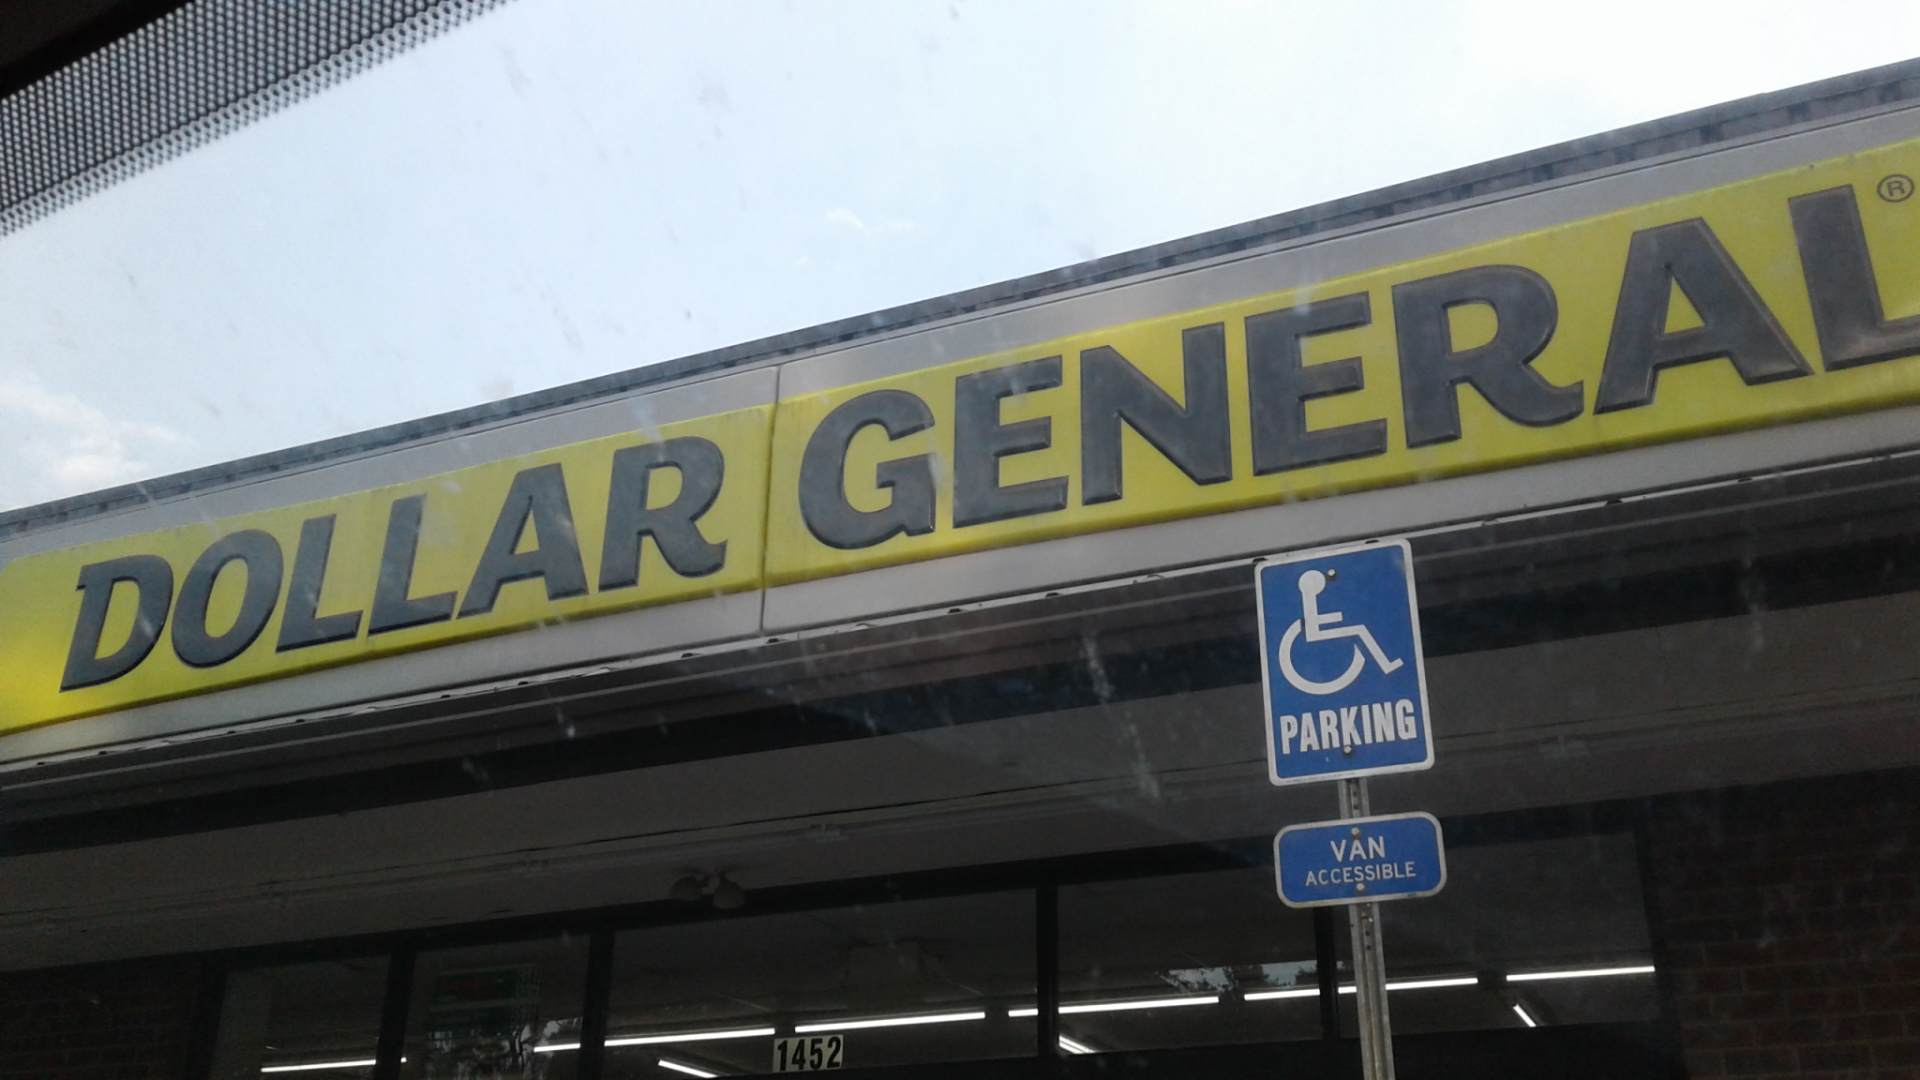 DOLLAR GENERAL®
PARKING
VAN
ACCESSIBLE
1452